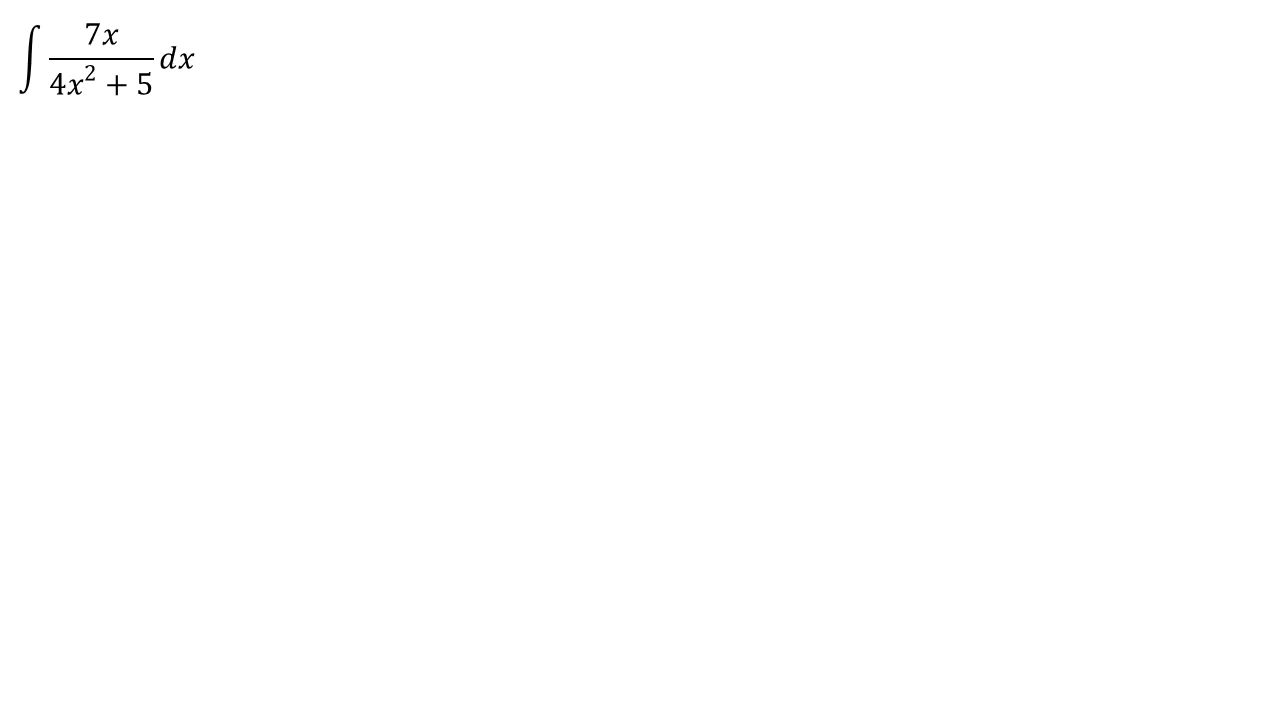 ∫ 7x / (4x² + 5) dx